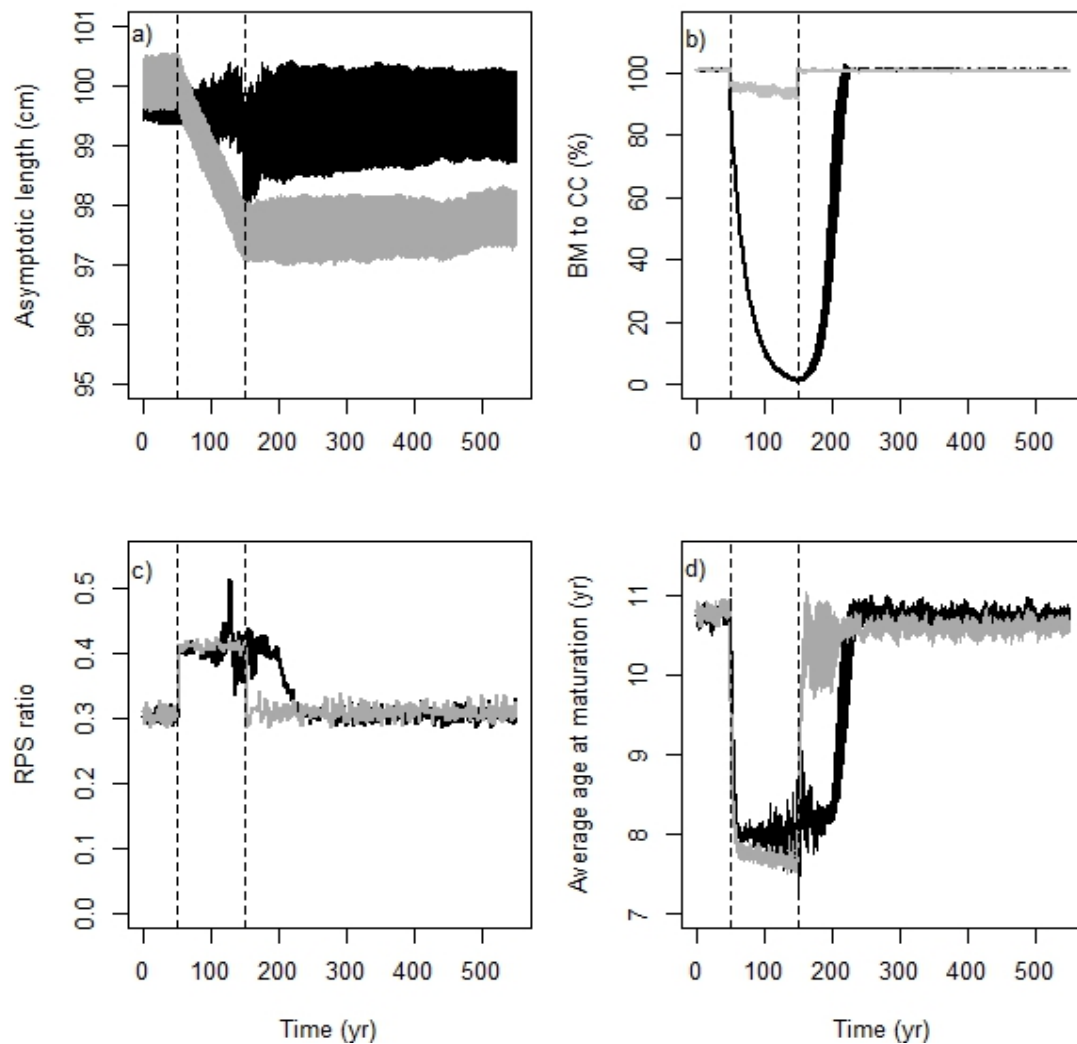 a)
Asymptotic length (cm)
101
100
99
98
97
96
95
0 100 200 300 400 500
b)
BM to CC (%)
100
80
60
40
20
0
0 100 200 300 400 500
c)
RPS ratio
0.5
0.4
0.3
0.2
0.1
0.0
0 100 200 300 400 500
Time (yr)
d)
Average age at maturation (yr)
11
10
9
8
7
0 100 200 300 400 500
Time (yr)